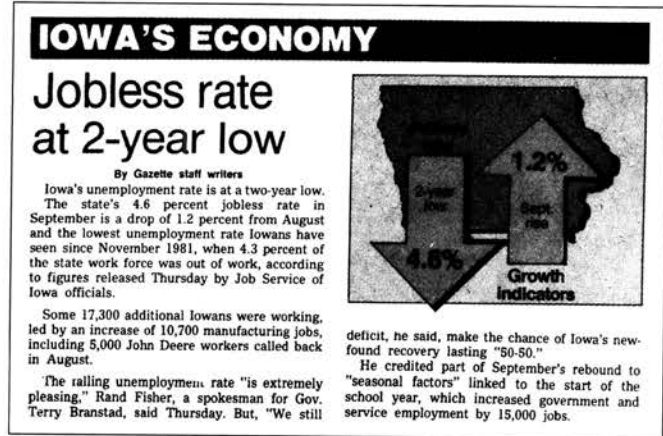 IOWA'S ECONOMY
Jobless rate
at 2-year low
By Gazette staff writers
Iowa's unemployment rate is at a two-year low.
The state's 4.6 percent jobless rate in
September is a drop of 1.2 percent from August
and the lowest unemployment rate Iowans have
seen since November 1981, when 4.3 percent of
the state work force was out of work, according
to figures released Thursday by Job Service of
Iowa officials.
Some 17,300 additional Iowans were working,
led by an increase of 10,700 manufacturing jobs,
including 5,000 John Deere workers called back
in August.
The falling unemployment rate "is extremely
pleasing," Rand Fisher, a spokesman for Gov.
Terry Branstad, said Thursday. But, "We still
2-year
low
4.6%
1.2%
Sept.
rise
Growth
indicators
deficit, he said, make the chance of Iowa's new-
found recovery lasting "50-50."
He credited part of September's rebound to
"seasonal factors" linked to the start of the
school year, which increased government and
service employment by 15,000 jobs.